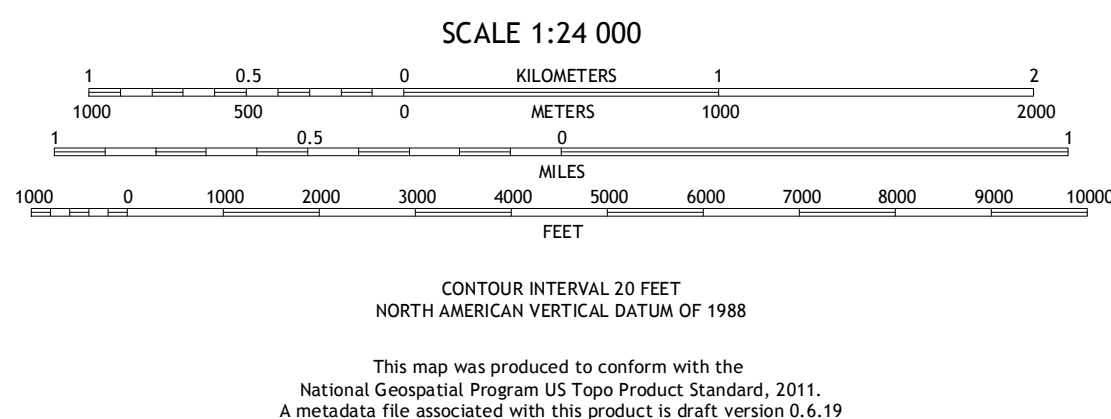 SCALE 1:24 000
1 0.5 0 KILOMETERS 1 2
1000 500 0 METERS 1000 2000
1 0.5 0 1
MILES
1000 0 1000 2000 3000 4000 5000 6000 7000 8000 9000 10000
FEET
CONTOUR INTERVAL 20 FEET
NORTH AMERICAN VERTICAL DATUM OF 1988
This map was produced to conform with the
National Geospatial Program US Topo Product Standard, 2011.
A metadata file associated with this product is draft version 0.6.19